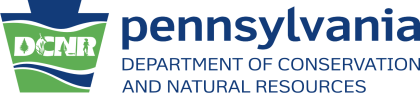 DCNR
pennsylvania
DEPARTMENT OF CONSERVATION
AND NATURAL RESOURCES